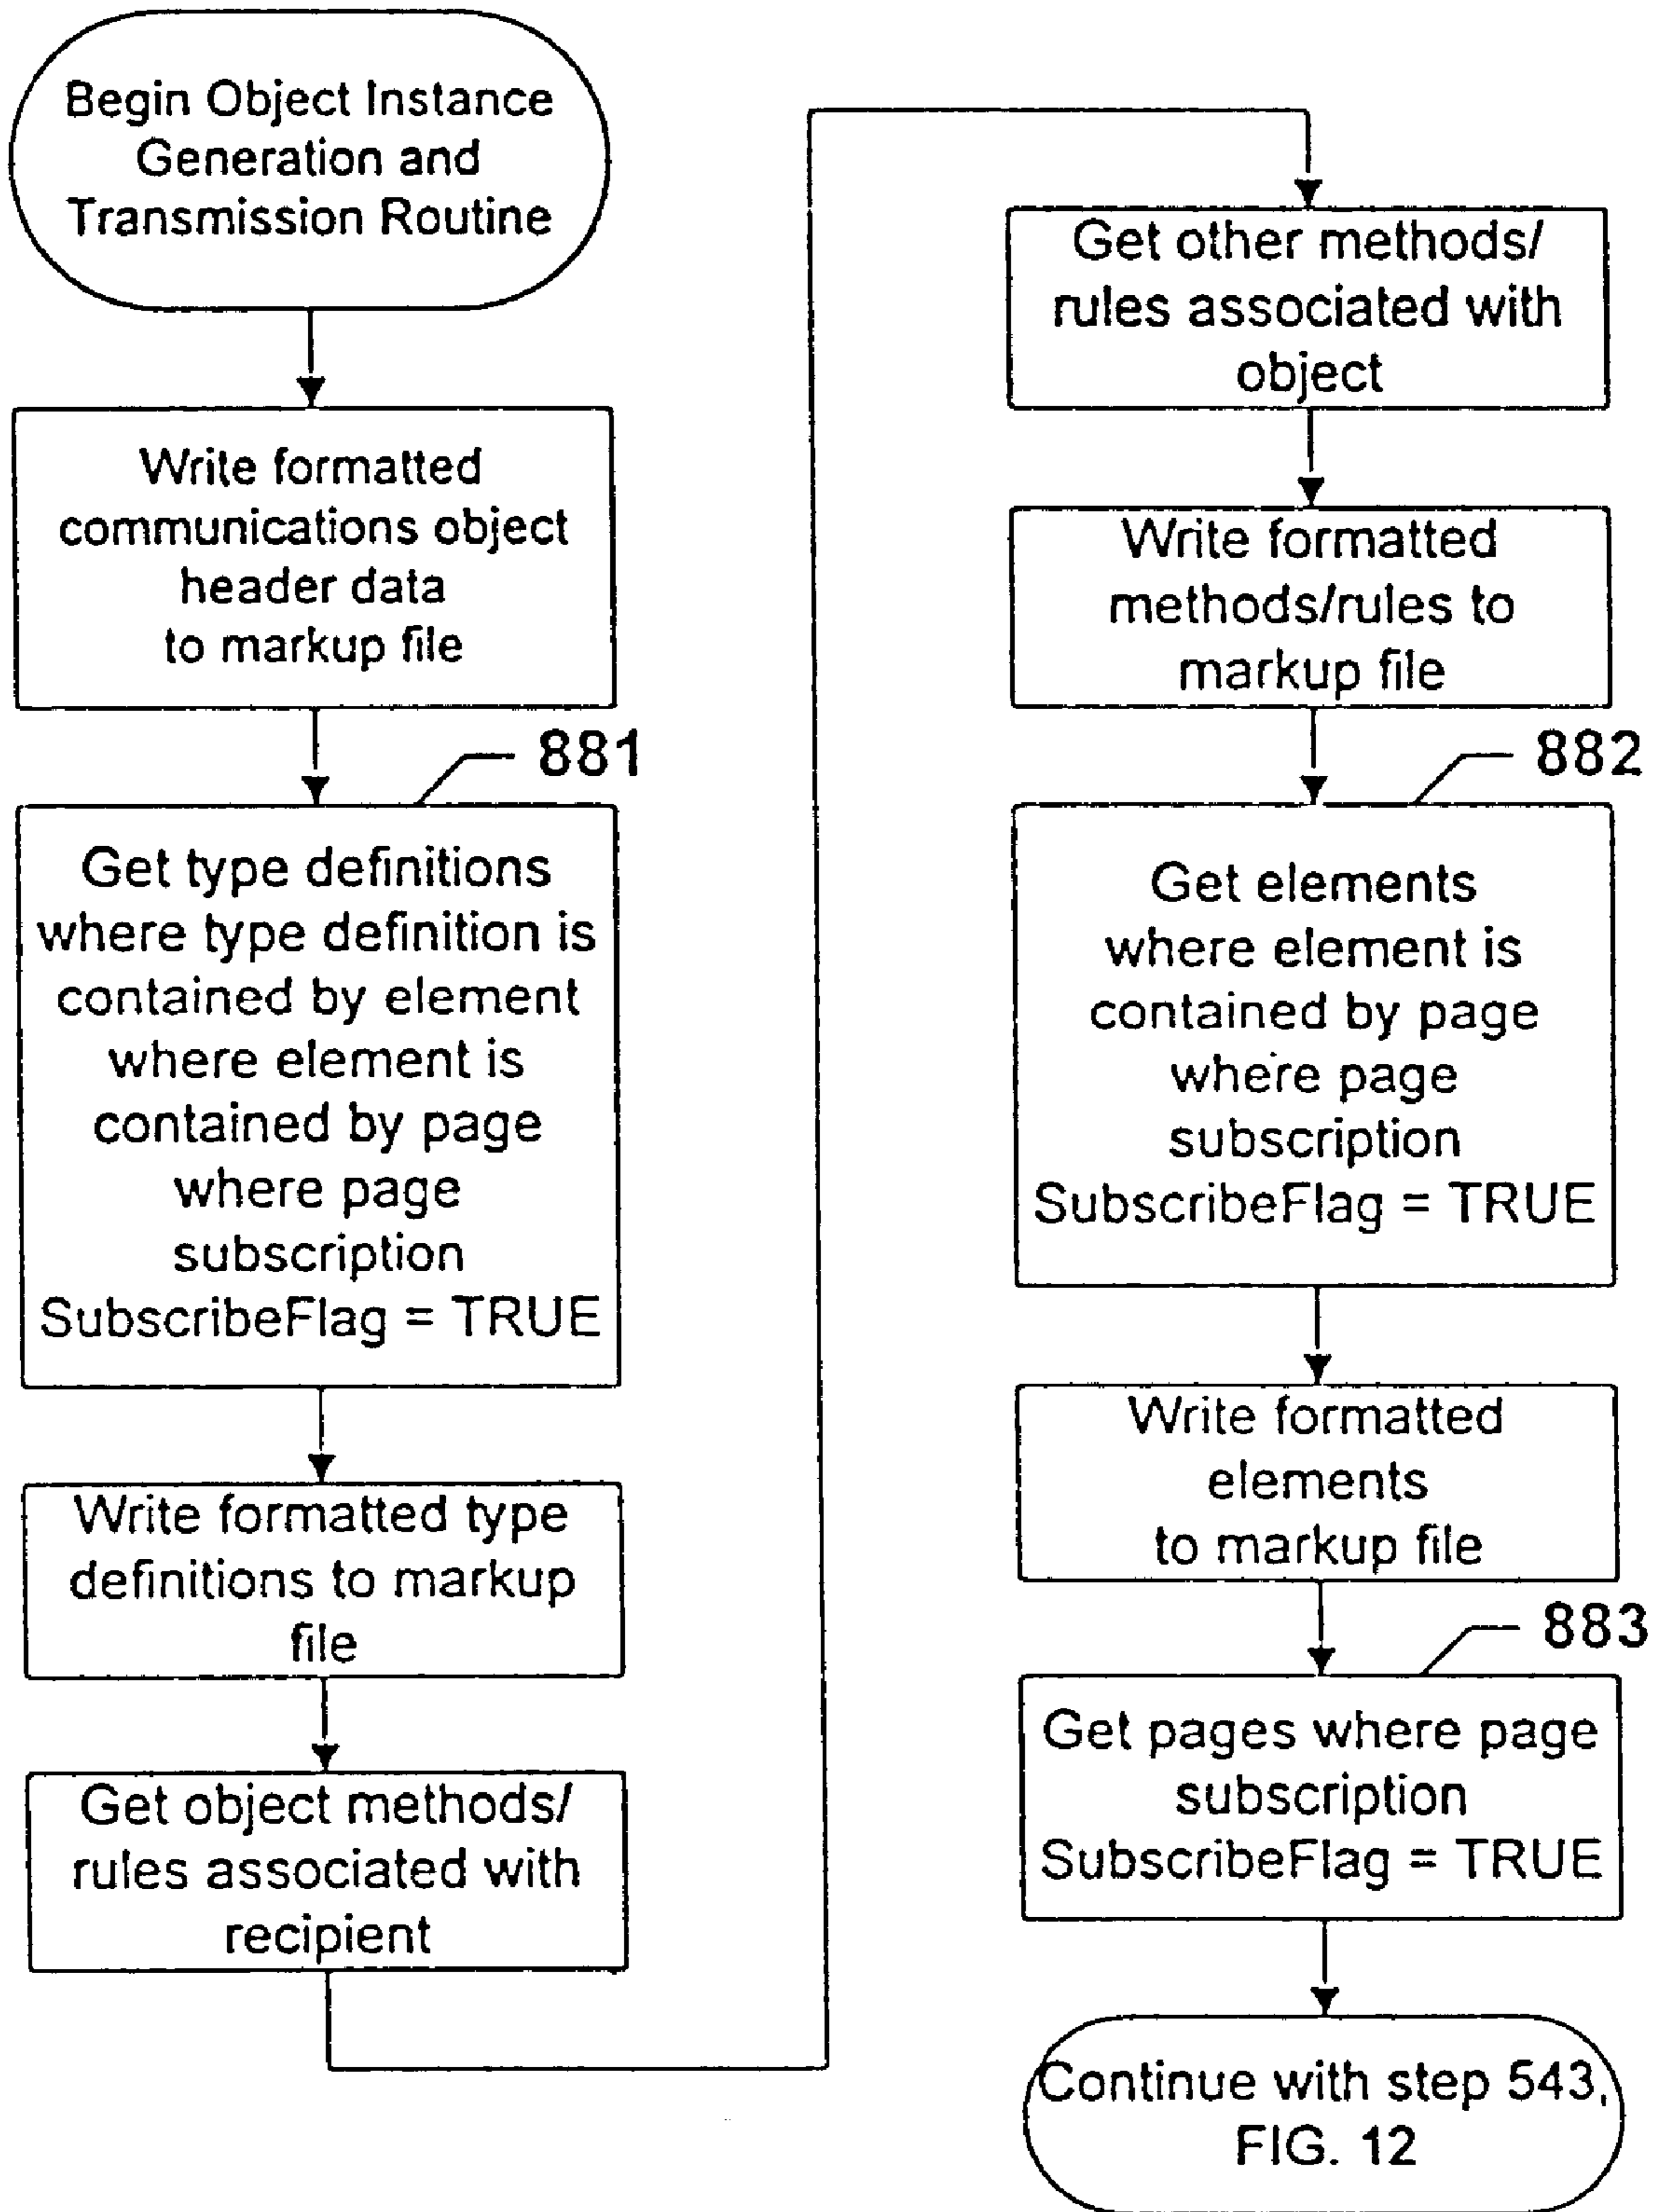 Begin Object Instance
Generation and
Transmission Routine
Write formatted
communications object
header data
to markup file
881
Get type definitions
where type definition is
contained by element
where element is
contained by page
where page
subscription
SubscribeFlag = TRUE
Write formatted type
definitions to markup
file
Get object methods/
rules associated with
recipient
Get other methods/
rules associated with
object
Write formatted
methods/rules to
markup file
882
Get elements
where element is
contained by page
where page
subscription
SubscribeFlag = TRUE
Write formatted
elements
to markup file
883
Get pages where page
subscription
SubscribeFlag = TRUE
Continue with step 543,
FIG. 12